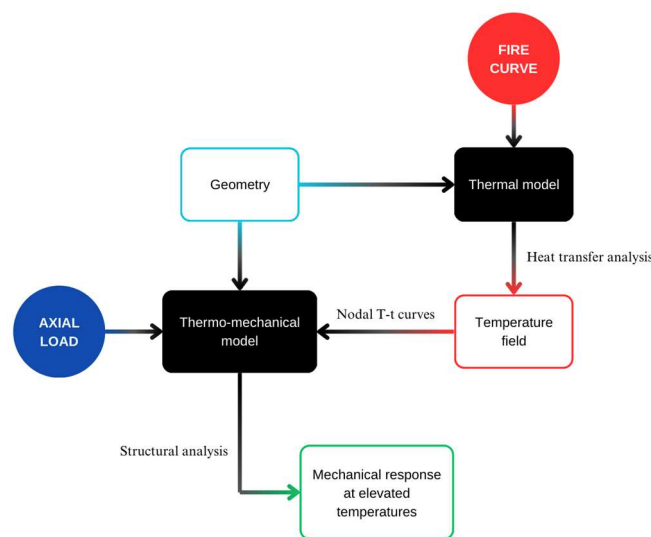 FIRE
CURVE
Geometry
Thermal model
Heat transfer analysis
AXIAL
LOAD
Thermo-mechanical
model
Nodal T-t curves
Temperature
field
Structural analysis
Mechanical response
at elevated
temperatures